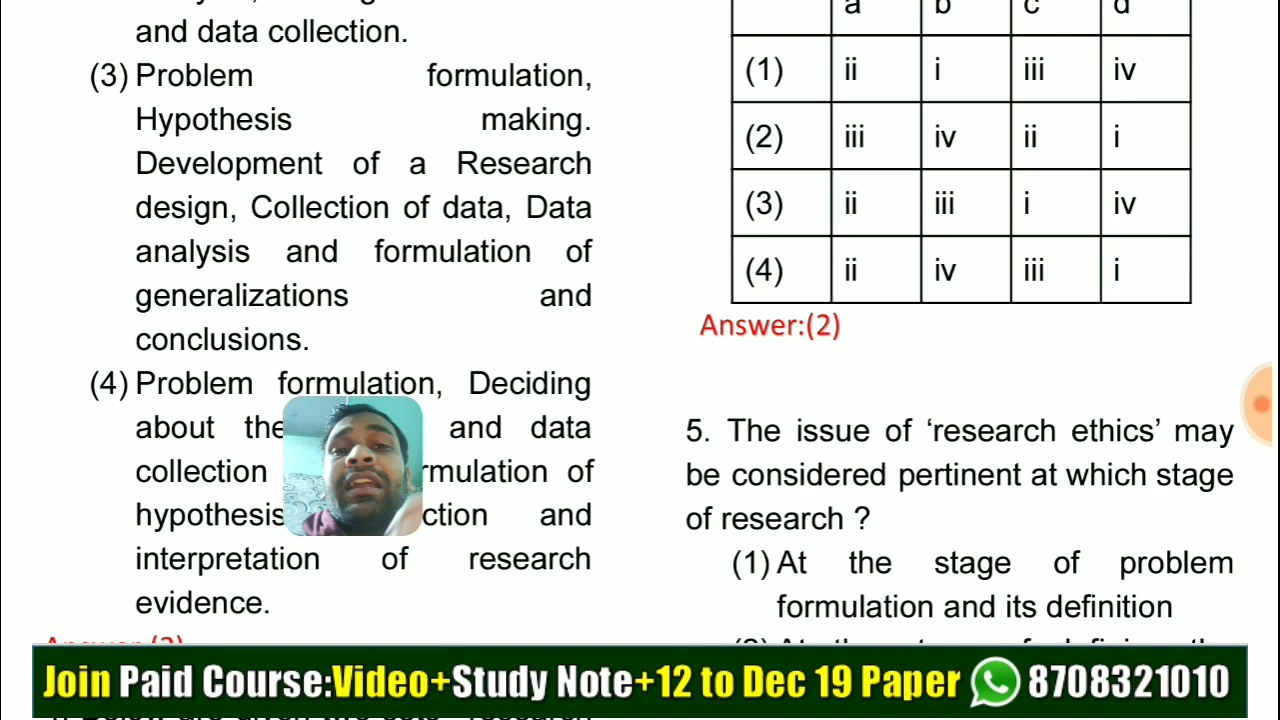 and data collection.
(3) Problem formulation,
Hypothesis making.
Development of a Research
design, Collection of data, Data
analysis and formulation of
generalizations and
conclusions.
(4) Problem formulation, Deciding
about the and data
collection rmulation of
hypothesis ction and
interpretation of research
evidence.
a b c d
(1) ii i iii iv
(2) iii iv ii i
(3) ii iii i iv
(4) ii iv iii i
Answer:(2)
5. The issue of ‘research ethics’ may
be considered pertinent at which stage
of research ?
(1) At the stage of problem
formulation and its definition
Join Paid Course:Video+Study Note+12 to Dec 19 Paper 8708321010